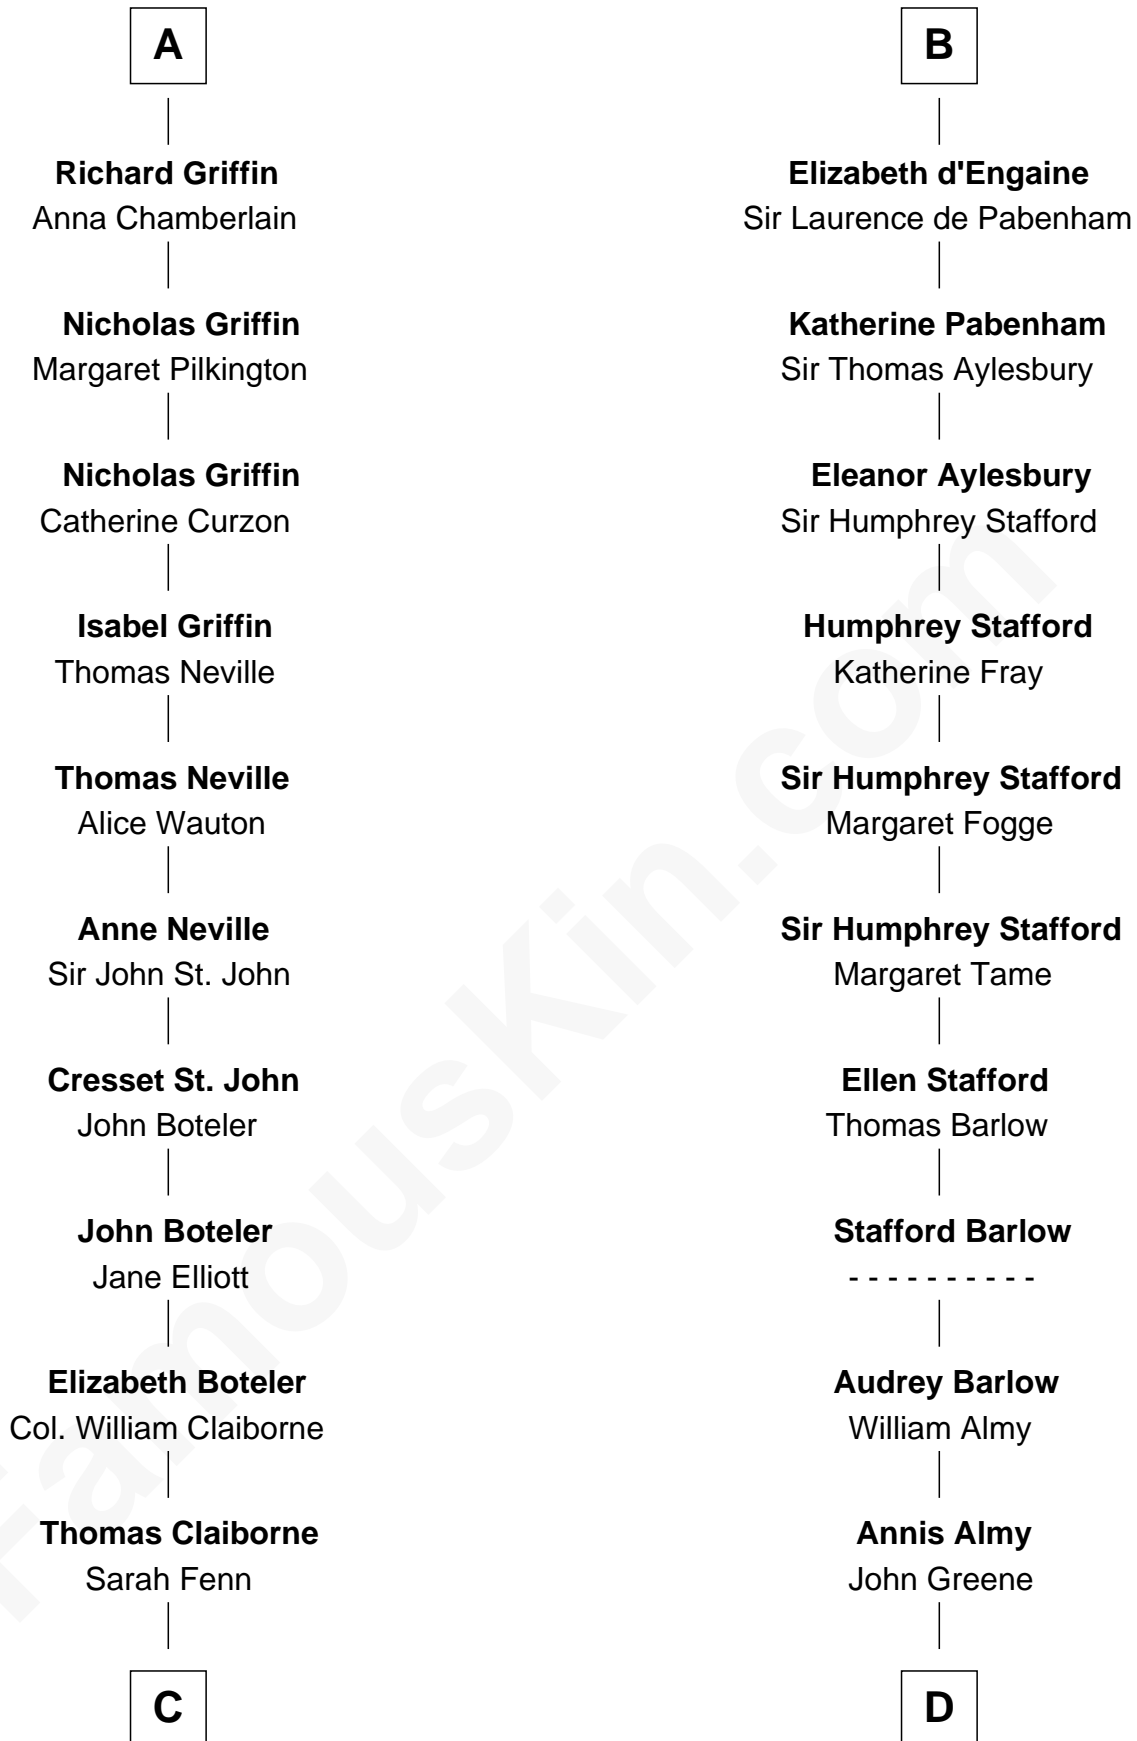 A
Richard Griffin
Anna Chamberlain
Nicholas Griffin
Margaret Pilkington
Nicholas Griffin
Catherine Curzon
Isabel Griffin
Thomas Neville
Thomas Neville
Alice Wauton
Anne Neville
Sir John St. John
Cresset St. John
John Boteler
John Boteler
Jane Elliott
Elizabeth Boteler
Col. William Claiborne
Thomas Claiborne
Sarah Fenn
C
B
Elizabeth d'Engaine
Sir Laurence de Pabenham
Katherine Pabenham
Sir Thomas Aylesbury
Eleanor Aylesbury
Sir Humphrey Stafford
Humphrey Stafford
Katherine Fray
Sir Humphrey Stafford
Margaret Fogge
Sir Humphrey Stafford
Margaret Tame
Ellen Stafford
Thomas Barlow
Stafford Barlow
- - - - - - - - - -
Audrey Barlow
William Almy
Annis Almy
John Greene
D
FamousKin.com